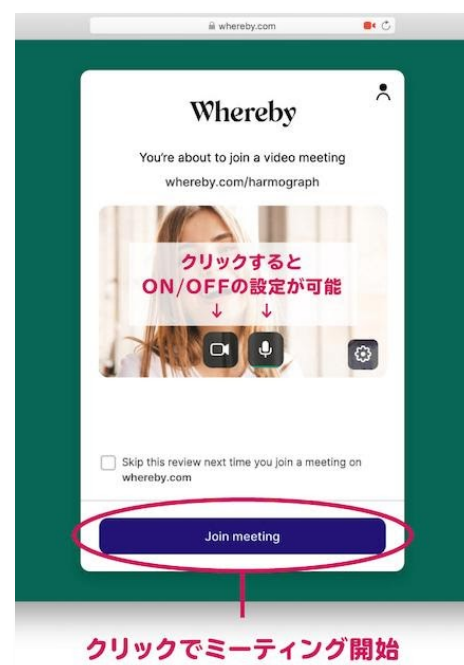 whereby.com
Whereby
You're about to join a video meeting
whereby.com/harmograph
クリックすると
ON/OFFの設定が可能
↓ ↓
Skip this review next time you join a meeting on
whereby.com
Join meeting
クリックでミーティング開始